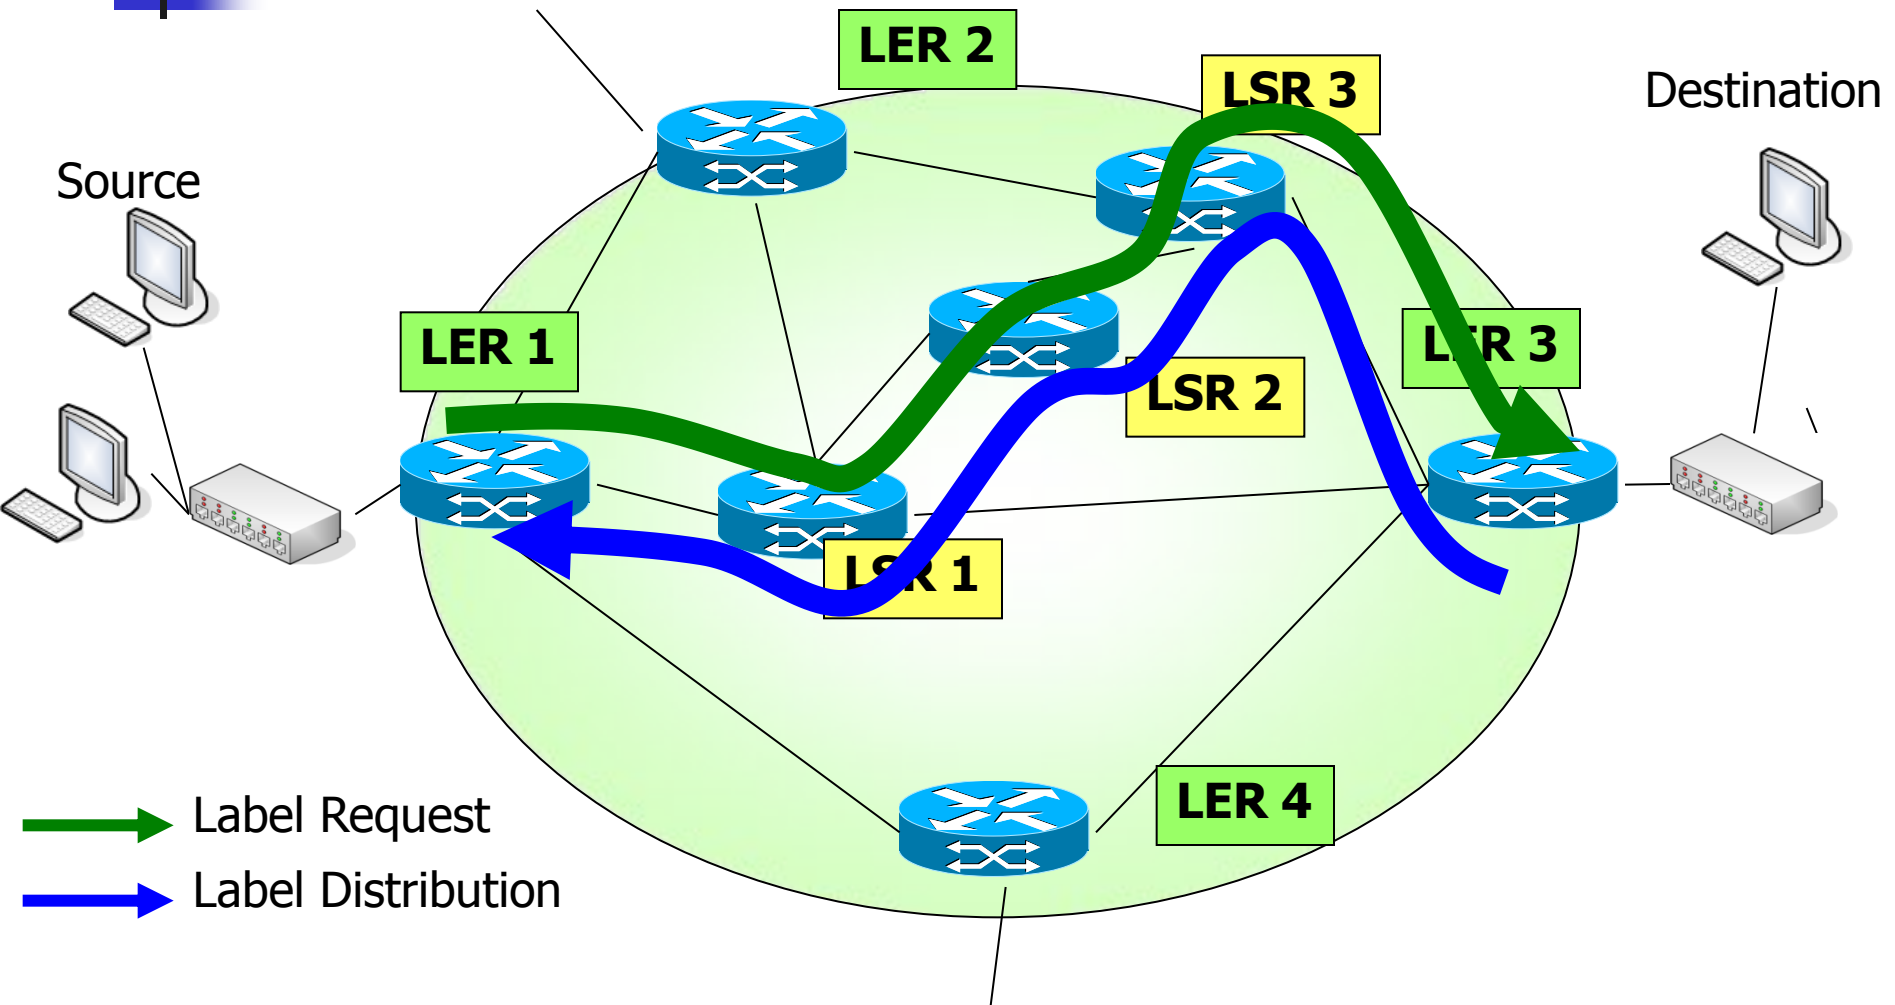 LER 2
LSR 3
Destination
Source
LER 1
LER 3
LSR 2
LSR 1
LER 4
Label Request
Label Distribution